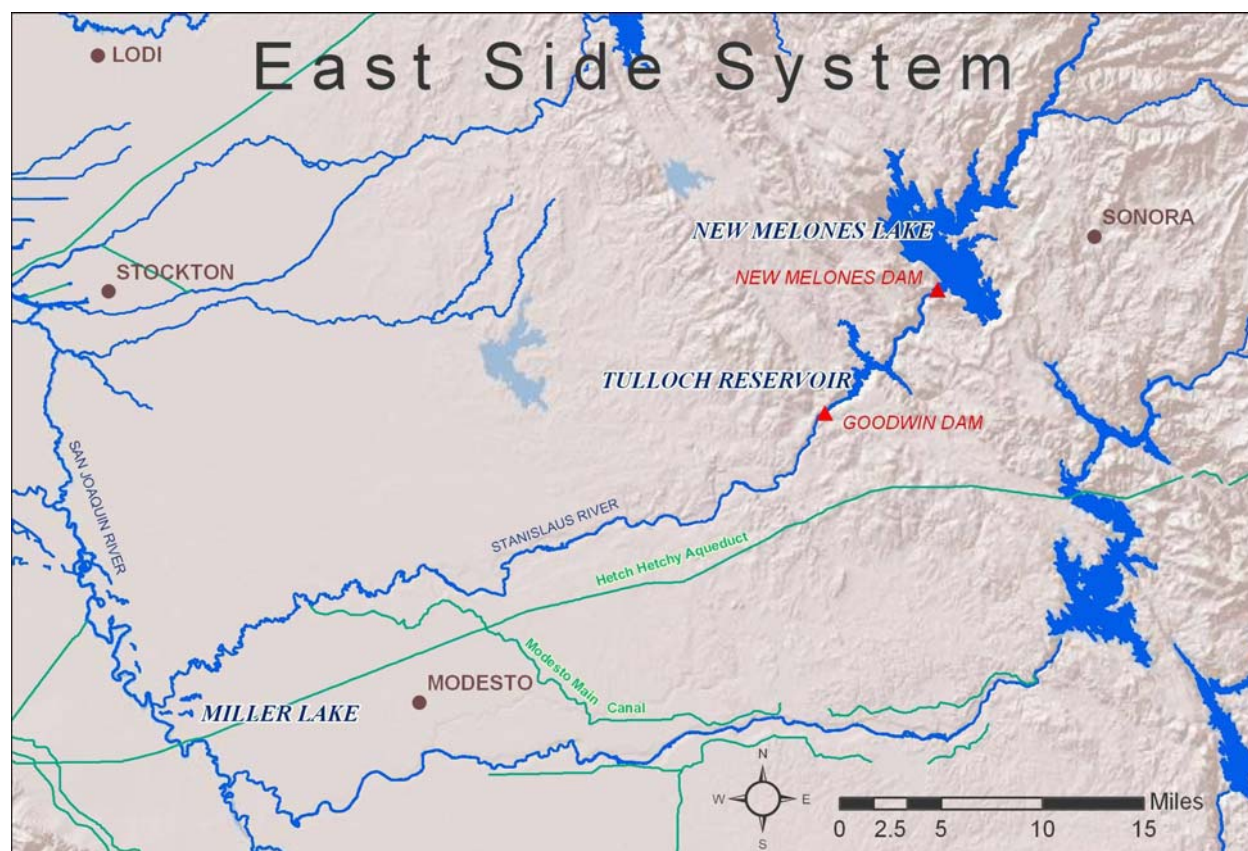 East Side System
LODI
SONORA
NEW MELONES LAKE
STOCKTON
NEW MELONES DAM
TULLOCH RESERVOIR
GOODWIN DAM
SAN JOAQUIN RIVER
STANISLAUS RIVER
Hetch Hetchy Aqueduct
Modesto Main Canal
MODESTO
MILLER LAKE
N
W E
S
Miles
0 2.5 5 10 15